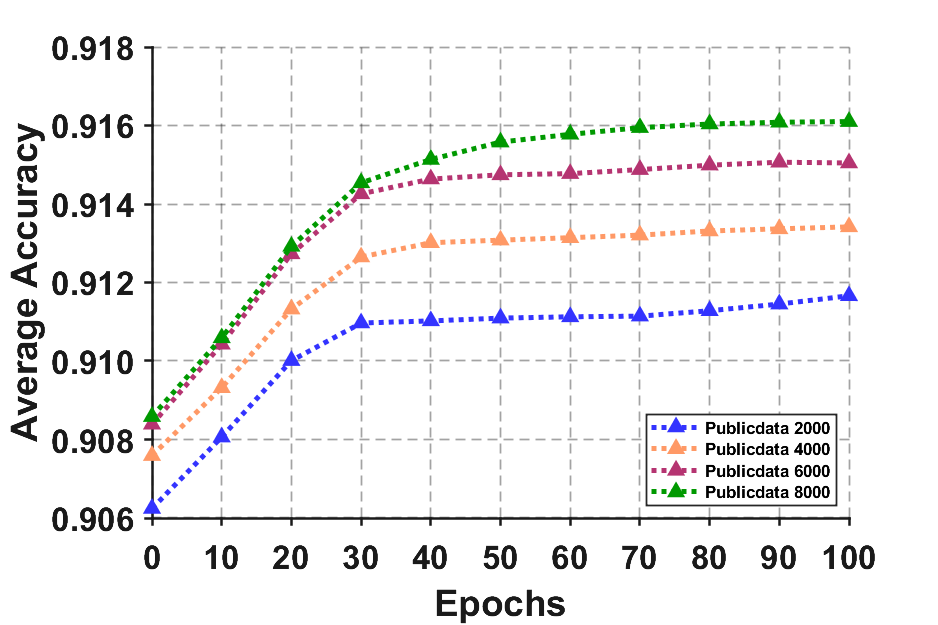 0.918
0.916
0.914
0.912
0.910
0.908
0.906
Average Accuracy
0 10 20 30 40 50 60 70 80 90 100
Epochs
Publicdata 2000
Publicdata 4000
Publicdata 6000
Publicdata 8000